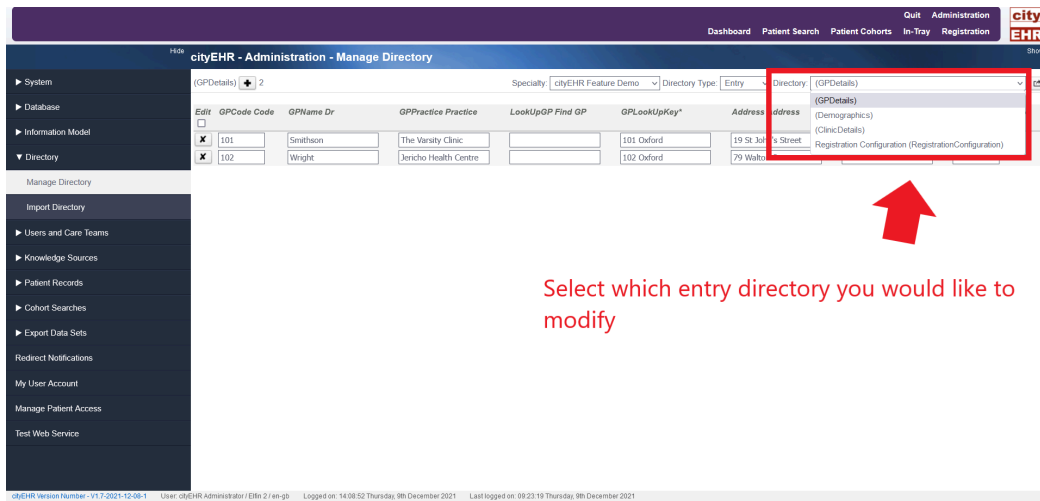 Quit Administration
city
EHR
Dashboard Patient Search Patient Cohorts In-Tray Registration
Hide
cityEHR - Administration - Manage Directory
Sho
(GPDetails) 2
Specialty: cityEHR Feature Demo Directory Type: Entry Directory: (GPDetails)
(GPDetails)
(Demographics)
(ClinicDetails)
Registration Configuration (RegistrationConfiguration)
Edit GPCode Code GPName Dr GPPractice Practice LookUpGP Find GP GPLookUpKey* Address Address
101 Smithson The Varsity Clinic 101 Oxford 19 St John's Street
102 Wright Jericho Health Centre 102 Oxford 79 Walto
System
Database
Information Model
Directory
Manage Directory
Import Directory
Users and Care Teams
Knowledge Sources
Patient Records
Cohort Searches
Export Data Sets
Redirect Notifications
My User Account
Manage Patient Access
Test Web Service
Select which entry directory you would like to
modify
cityEHR Version Number - V1.7-2021-12-08-1 User: cityEHR Administrator / Elfin 2 / en-gb Logged on: 14:08:52 Thursday, 9th December 2021 Last logged on: 09:23:19 Thursday, 9th December 2021